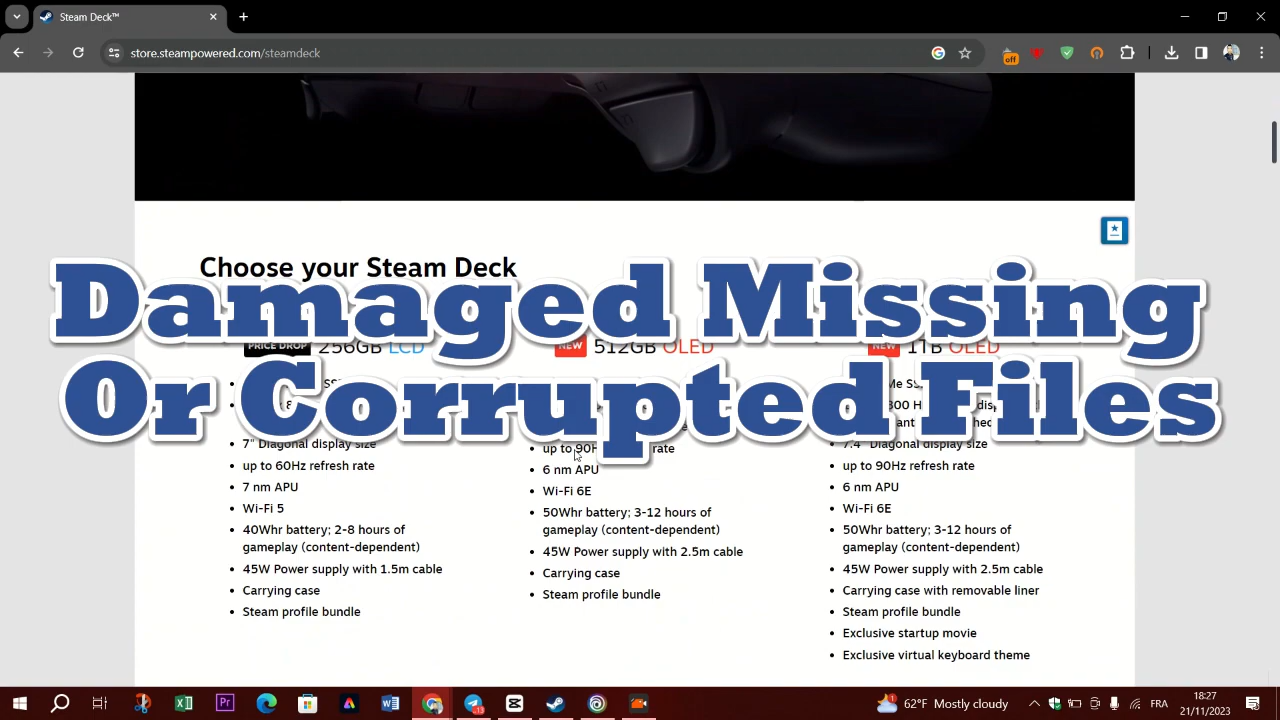 Steam Deck™
store.steampowered.com/steamdeck
off
Choose your Steam Deck
Damaged Missing
Or Corrupted Files
PRICE DROP 256GB LCD
7" Diagonal display size
up to 60Hz refresh rate
7 nm APU
Wi-Fi 5
40Whr battery; 2-8 hours of
gameplay (content-dependent)
45W Power supply with 1.5m cable
Carrying case
Steam profile bundle
NEW 512GB OLED
up to 90Hz rate
6 nm APU
Wi-Fi 6E
50Whr battery; 3-12 hours of
gameplay (content-dependent)
45W Power supply with 2.5m cable
Carrying case
Steam profile bundle
NEW 1TB OLED
7.4" Diagonal display size
up to 90Hz refresh rate
6 nm APU
Wi-Fi 6E
50Whr battery; 3-12 hours of
gameplay (content-dependent)
45W Power supply with 2.5m cable
Carrying case with removable liner
Steam profile bundle
Exclusive startup movie
Exclusive virtual keyboard theme
Pr
13
62°F Mostly cloudy
FRA
18:27
21/11/2023